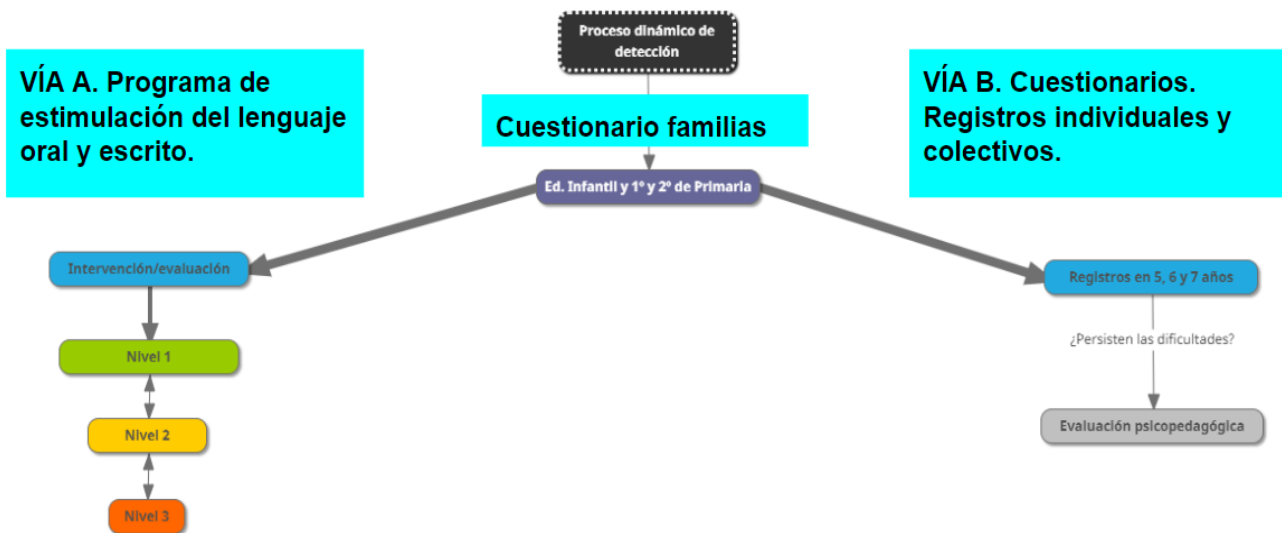 Proceso dinámico de
detección
VÍA A. Programa de
estimulación del lenguaje
oral y escrito.
Cuestionario familias
VÍA B. Cuestionarios.
Registros individuales y
colectivos.
Ed. Infantil y 1º y 2º de Primaria
Intervención/evaluación
Registros en 5, 6 y 7 años
¿Persisten las dificultades?
Nivel 1
Evaluación psicopedagógica
Nivel 2
Nivel 3